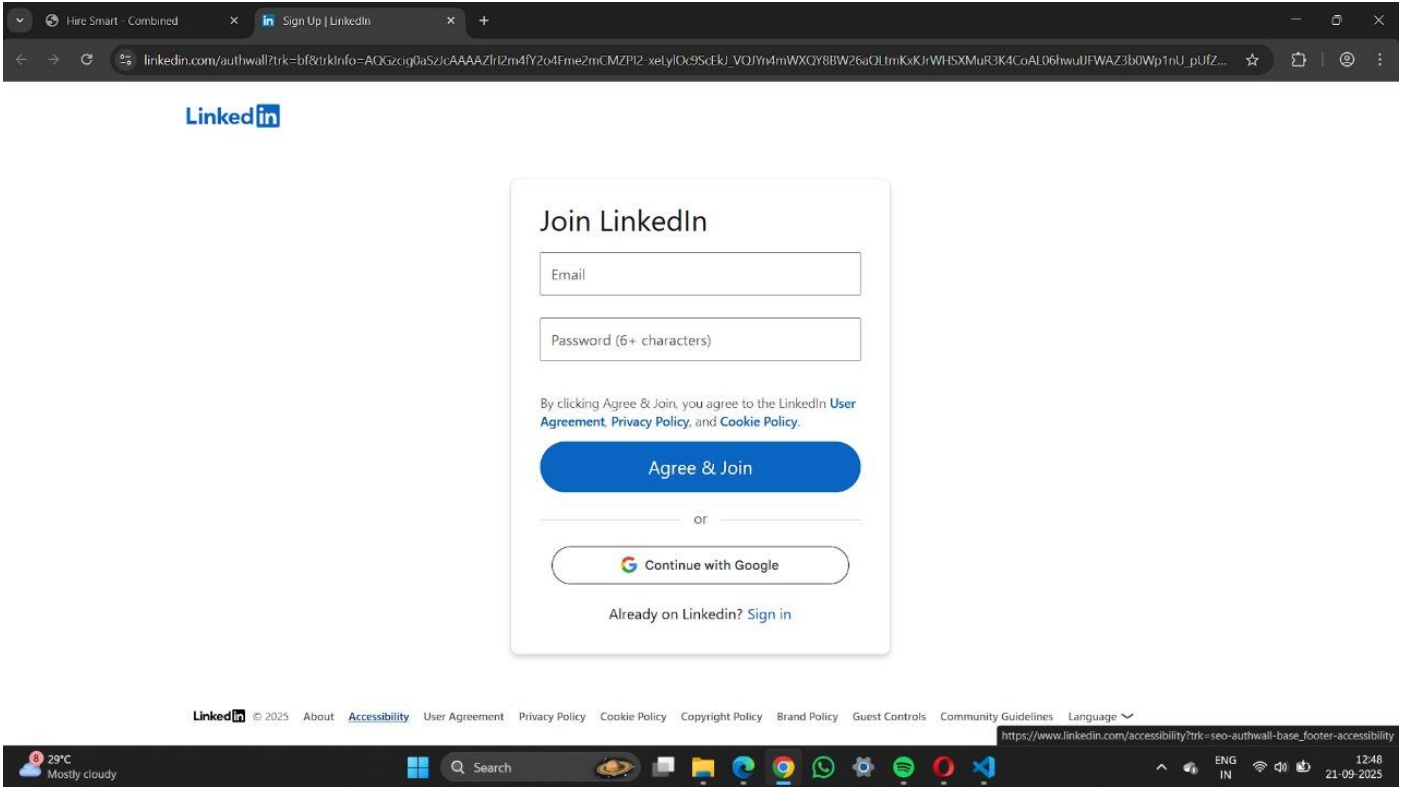 Hire Smart - Combined
Sign Up | LinkedIn
Linked in
Join LinkedIn
Email
Password (6+ characters)
By clicking Agree & Join, you agree to the LinkedIn User
Agreement, Privacy Policy, and Cookie Policy.
Agree & Join
or
Continue with Google
Already on Linkedin? Sign in
Linked in © 2025 About Accessibility User Agreement Privacy Policy Cookie Policy Copyright Policy Brand Policy Guest Controls Community Guidelines Language
https://www.linkedin.com/accessibility?trk=seo-authwall-base_footer-accessibility
8
29°C
Mostly cloudy
Search
ENG
IN
12:48
21-09-2025